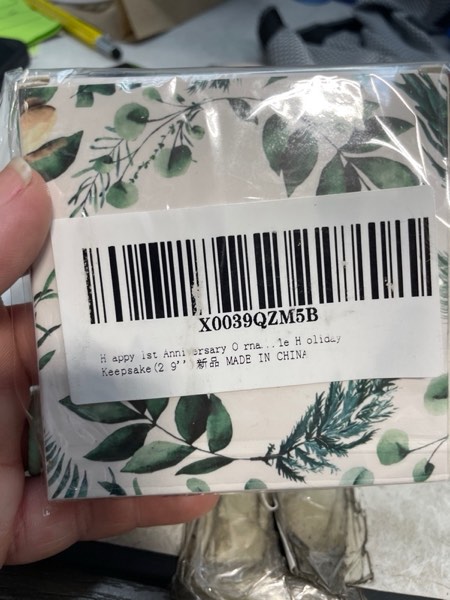 X0039QZM5B
H appy 1st Anniversary O rna...le H oliday
Keepsake(2 9'' 新品 MADE IN CHINA